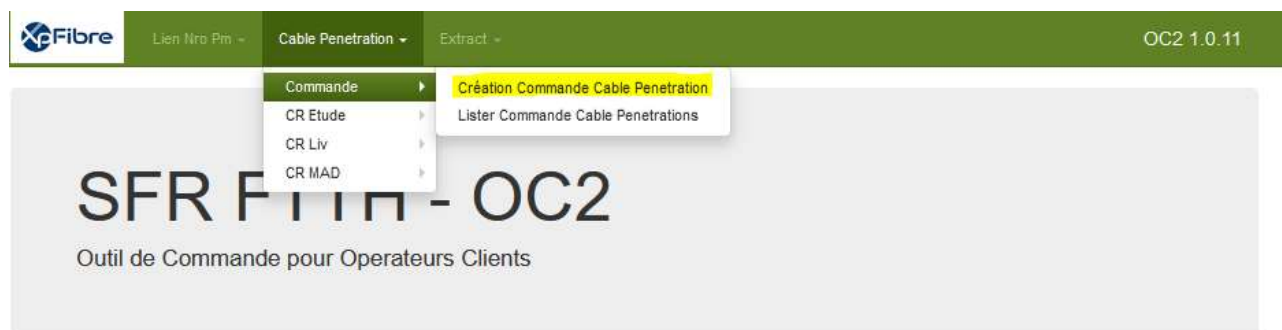 XpFibre Lien Nro Pm Cable Penetration Extract OC2 1.0.11
Commande Création Commande Cable Penetration
CR Etude Lister Commande Cable Penetrations
CR Liv
CR MAD
SFR FTTH - OC2
Outil de Commande pour Operateurs Clients